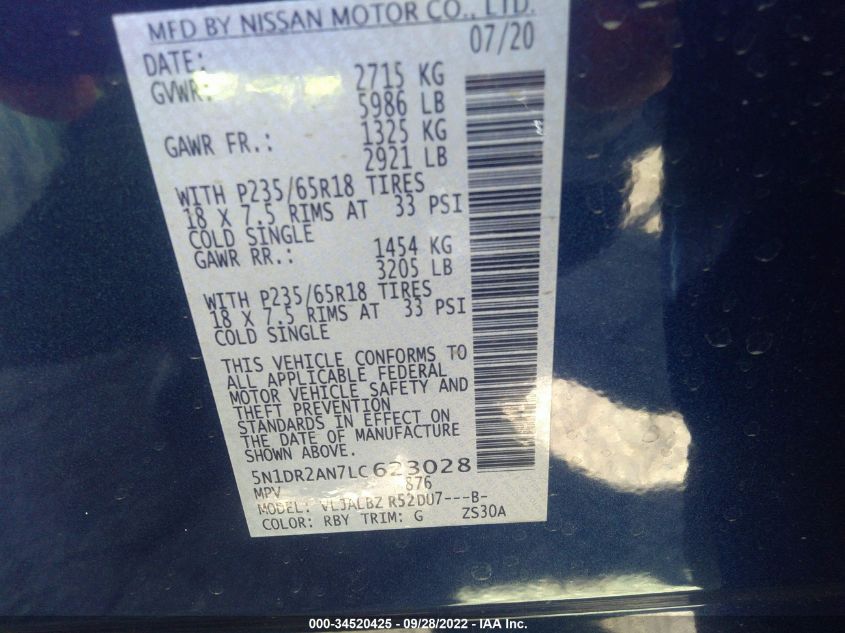 MFD BY NISSAN MOTOR CO., LTD.
DATE: 07/20
GVWR: 2715 KG
5986 LB
GAWR FR.: 1325 KG
2921 LB
WITH P235/65R18 TIRES
18 X 7.5 RIMS AT 33 PSI
COLD SINGLE
GAWR RR.: 1454 KG
3205 LB
WITH P235/65R18 TIRES
18 X 7.5 RIMS AT 33 PSI
COLD SINGLE
THIS VEHICLE CONFORMS TO
ALL APPLICABLE FEDERAL
MOTOR VEHICLE SAFETY AND
THEFT PREVENTION
STANDARDS IN EFFECT ON
THE DATE OF MANUFACTURE
SHOWN ABOVE.
5N1DR2AN7LC623028
MPV 876
MODEL: VLJALBZ R52DU7---B-
COLOR: RBY TRIM: G ZS30A
000-34520425 - 09/28/2022 - IAA Inc.